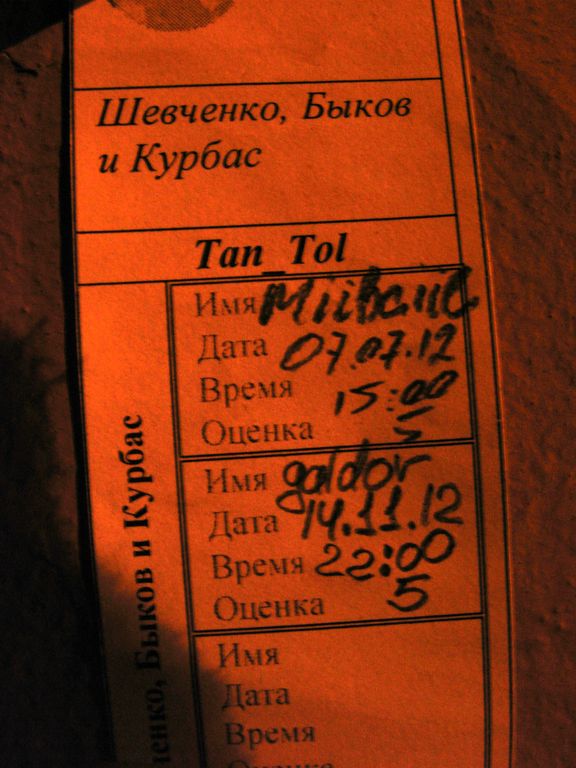 Шевченко, Быков
и Курбас
Tan_Tol
Имя
Дата 07.07.12
Время 15:00
Оценка 5
Имя galdor
Дата 14.11.12
Время 22:00
Оценка 5
Имя
Дата
Время
Оценка
Быков и Курбас